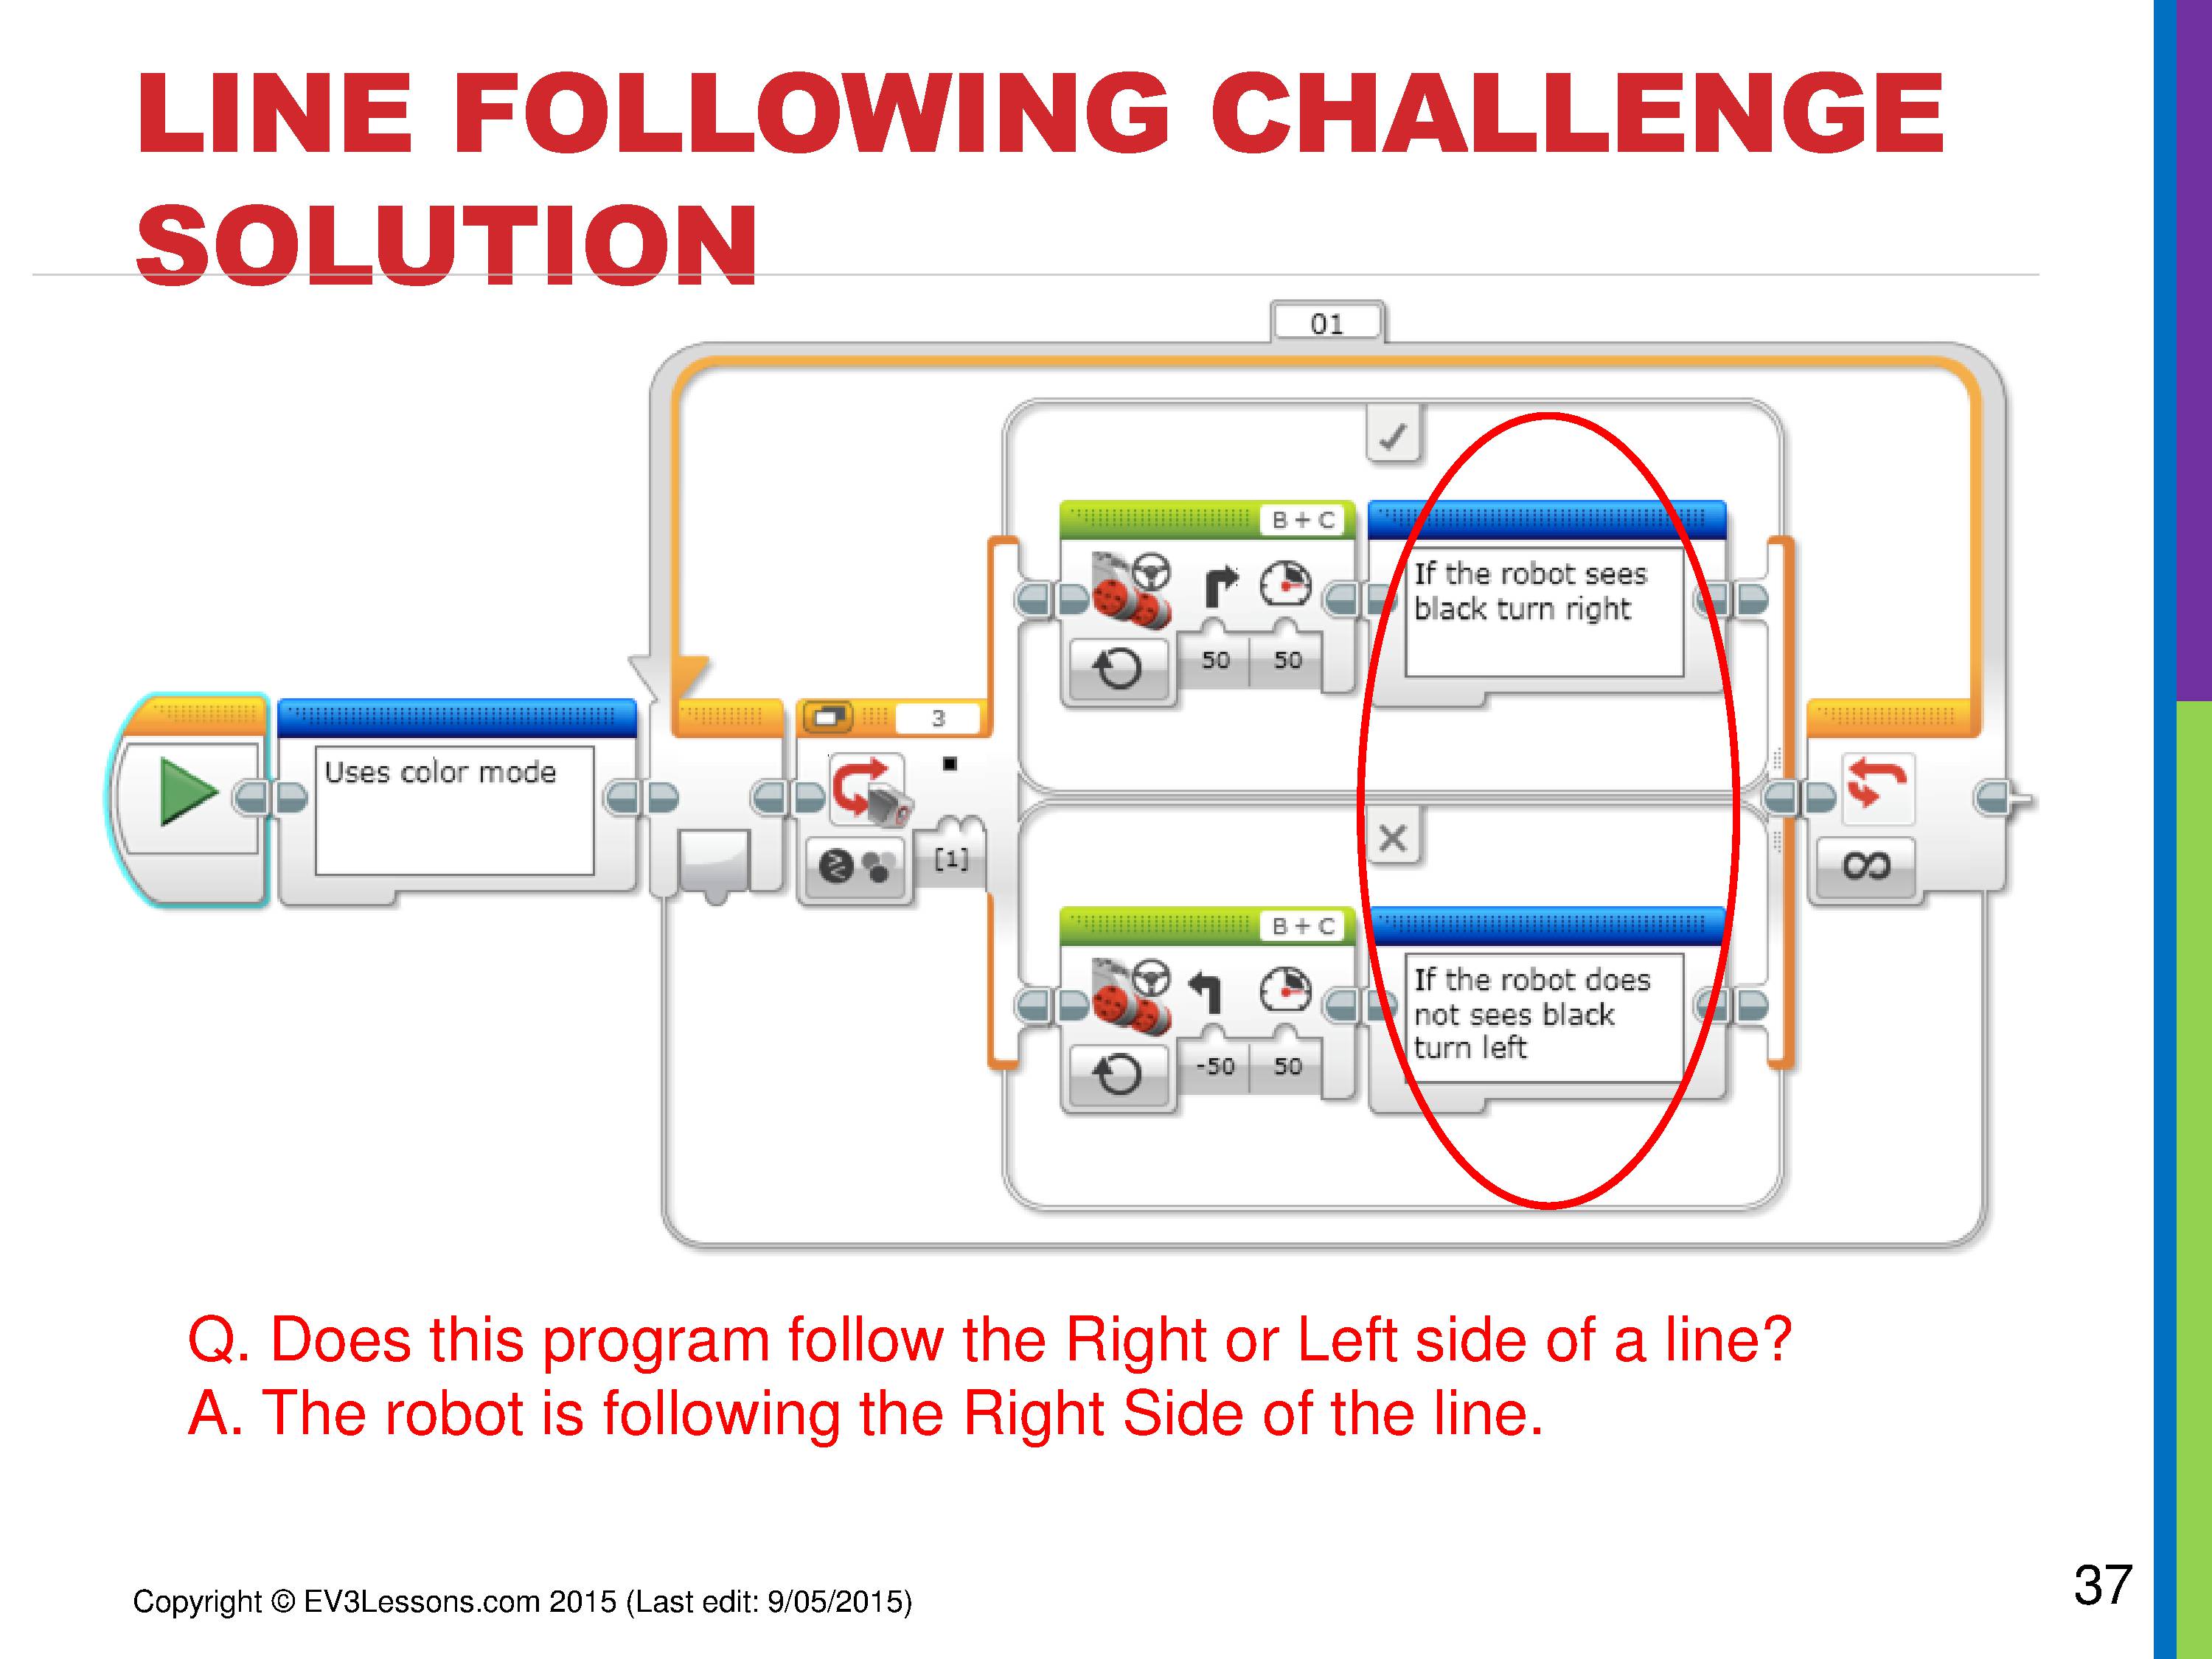 LINE FOLLOWING CHALLENGE
SOLUTION
01
B + C
If the robot sees
black turn right
50 50
3
Uses color mode
[1]
B + C
If the robot does
not sees black
turn left
-50 50
Q. Does this program follow the Right or Left side of a line?
A. The robot is following the Right Side of the line.
Copyright © EV3Lessons.com 2015 (Last edit: 9/05/2015)
37